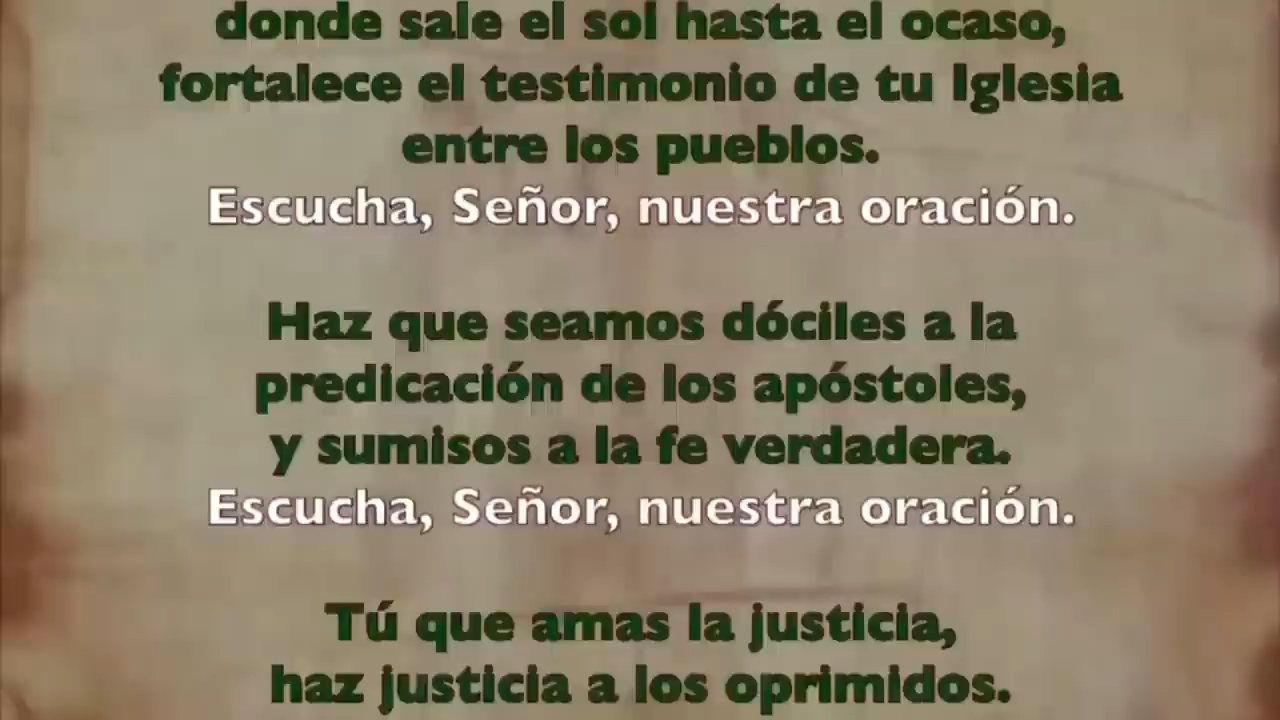 donde sale el sol hasta el ocaso,
fortalece el testimonio de tu Iglesia
entre los pueblos.
Escucha, Señor, nuestra oración.
Haz que seamos dóciles a la
predicación de los apóstoles,
y sumisos a la fe verdadera.
Escucha, Señor, nuestra oración.
Tú que amas la justicia,
haz justicia a los oprimidos.